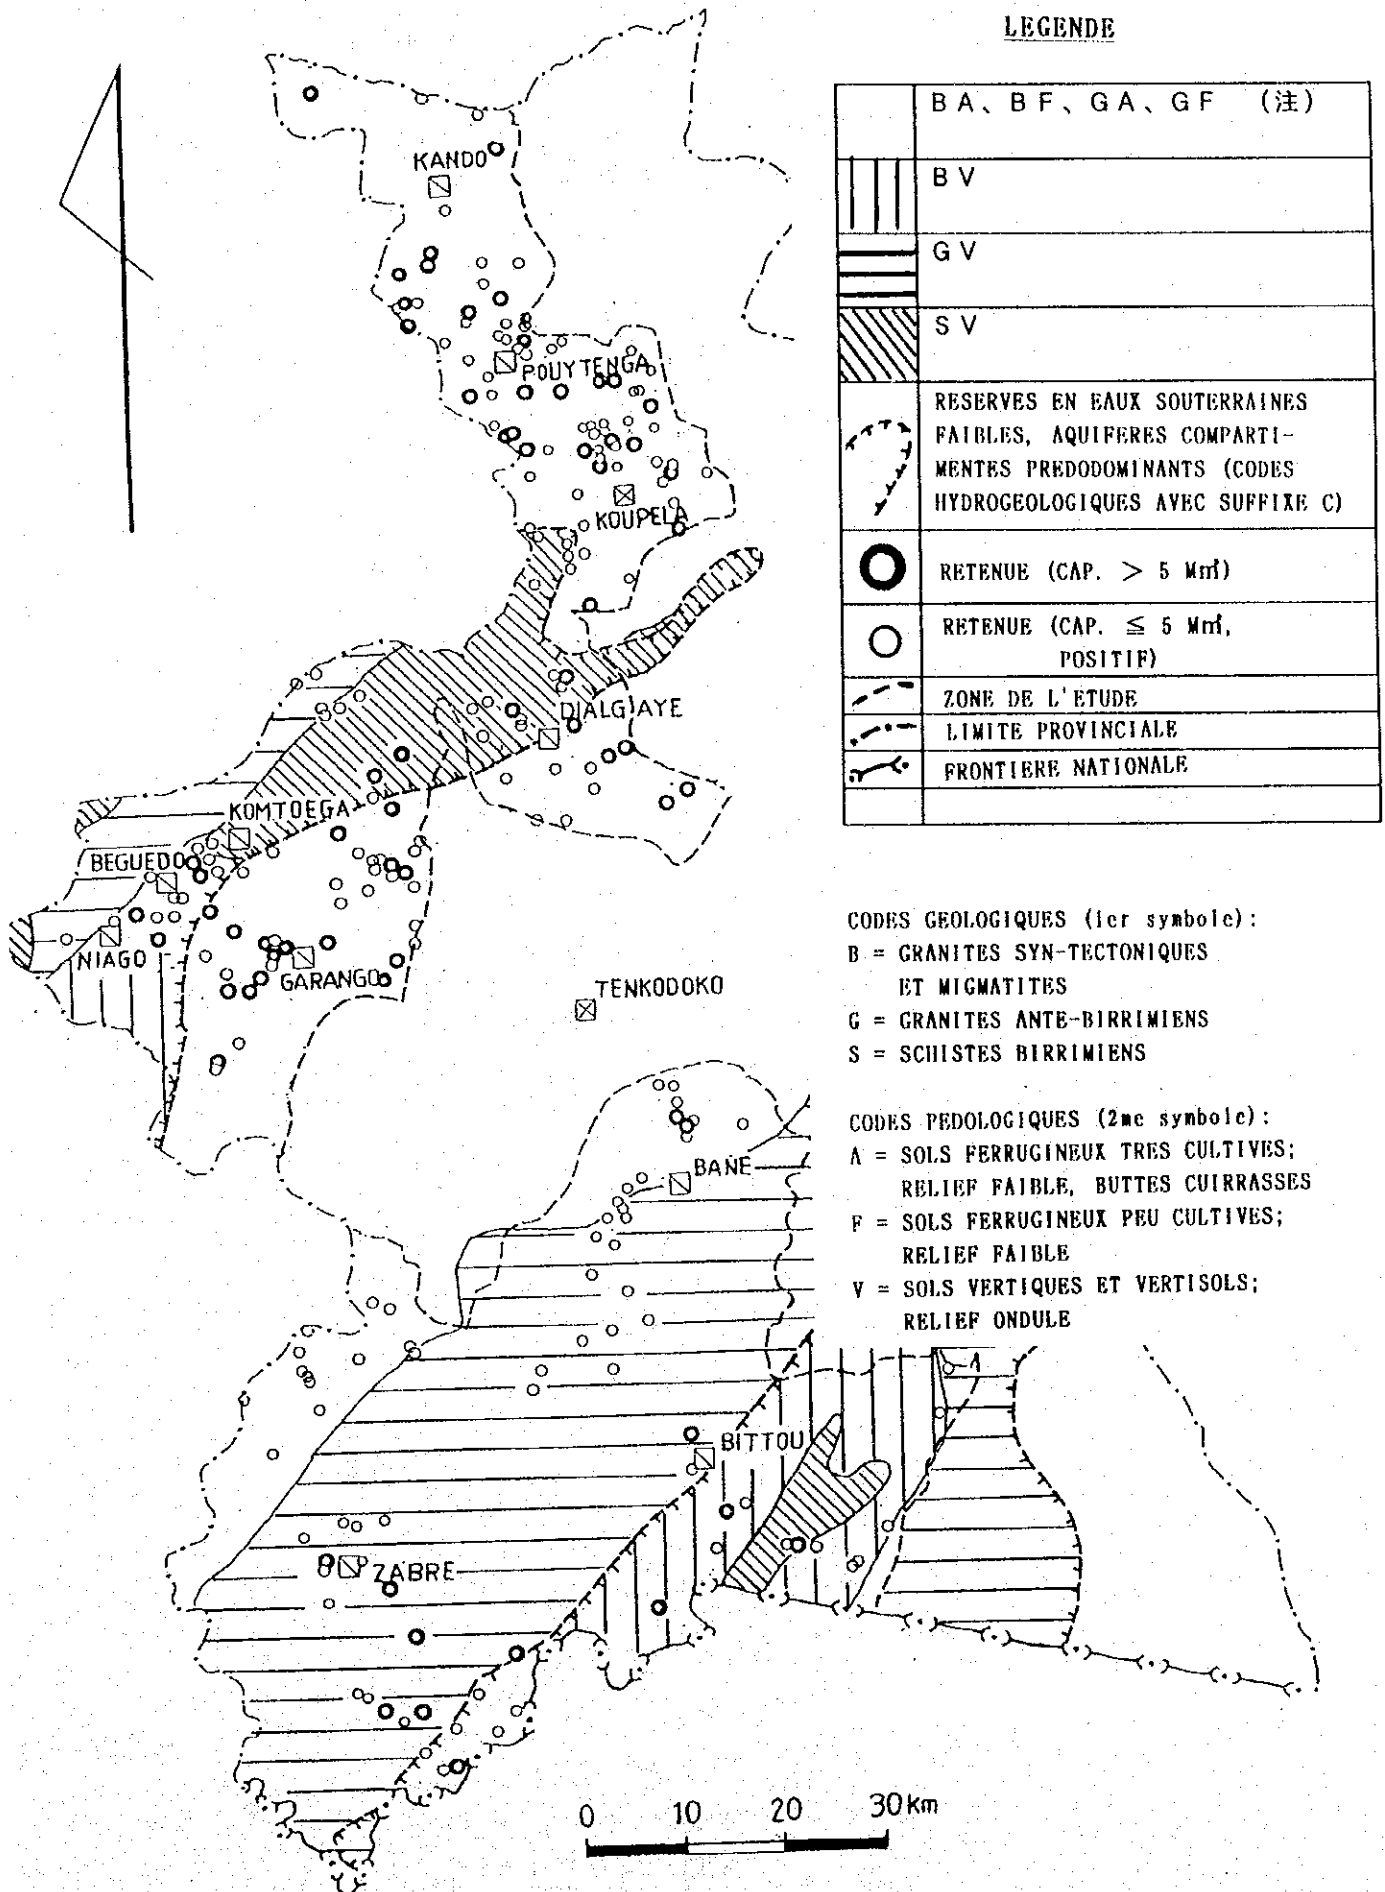 LEGENDE
BA、BF、GA、GF (注)
BV
GV
SV
RESERVES EN EAUX SOUTERRAINES
FAIBLES, AQUIFERES COMPARTI-
MENTES PREDODOMINANTS (CODES
HYDROGEOLOGIQUES AVEC SUFFIXE C)
RETENUE (CAP. > 5 Mm³)
RETENUE (CAP. ≦ 5 Mm³,
POSITIF)
ZONE DE L'ETUDE
LIMITE PROVINCIALE
FRONTIERE NATIONALE
KANDO
POUYTENGA
KOUPELA
DIALGAYE
KOMTOEGA
BEGUEDO
NIAGO
GARANGO
TENKODOKO
BANE
BITTOU
ZABRE
CODES GEOLOGIQUES (1er symbole):
B = GRANITES SYN-TECTONIQUES
ET MIGMATITES
G = GRANITES ANTE-BIRRIMIENS
S = SCHISTES BIRRIMIENS
CODES PEDOLOGIQUES (2me symbole):
A = SOLS FERRUGINEUX TRES CULTIVES;
RELIEF FAIBLE, BUTTES CUIRRASSES
F = SOLS FERRUGINEUX PEU CULTIVES;
RELIEF FAIBLE
V = SOLS VERTIQUES ET VERTISOLS;
RELIEF ONDULE
0 10 20 30km